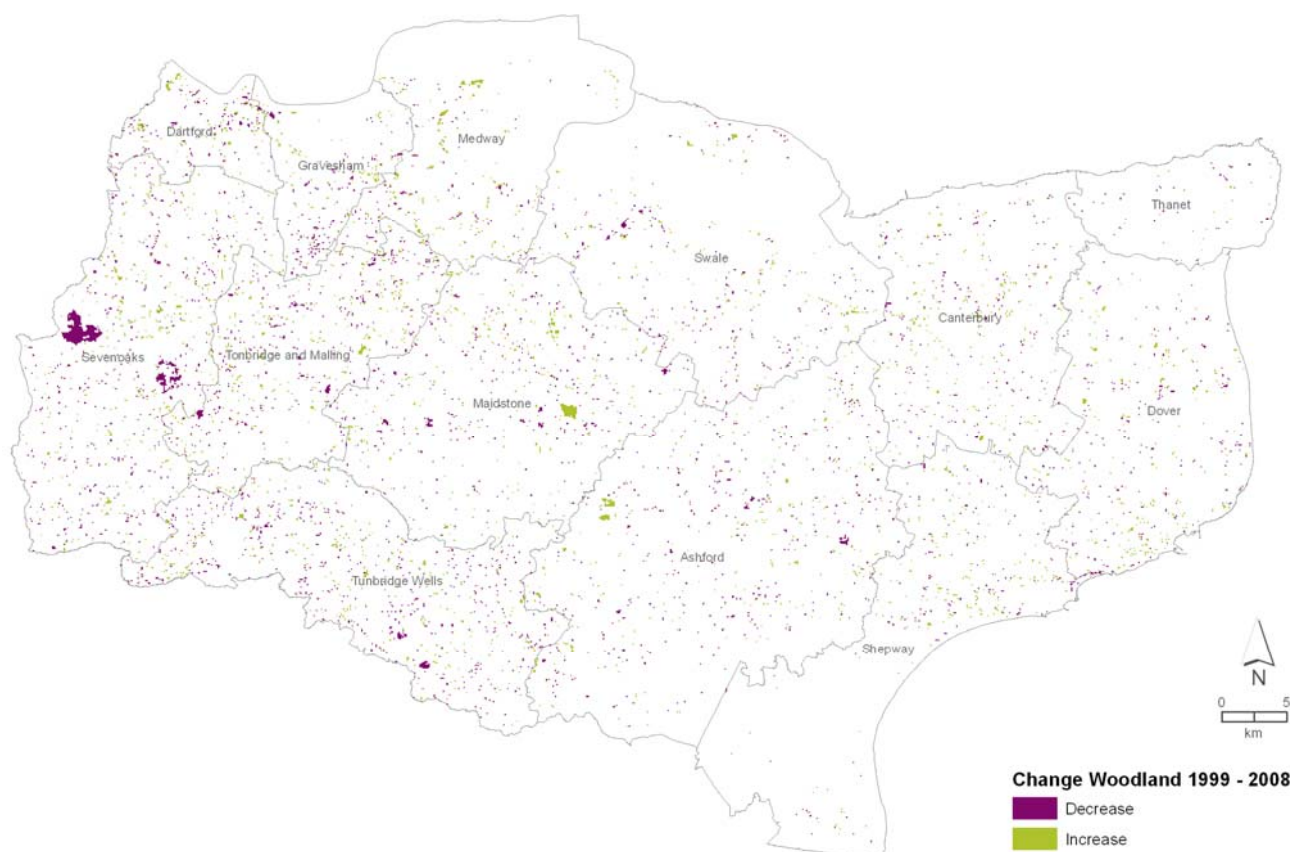 Medway
Dartford
Gravesham
Thanet
Swale
Canterbury
Sevenoaks
Tonbridge and Malling
Maidstone
Dover
Ashford
Tunbridge Wells
Shepway
N
0 5
km
Change Woodland 1999 - 2008
Decrease
Increase